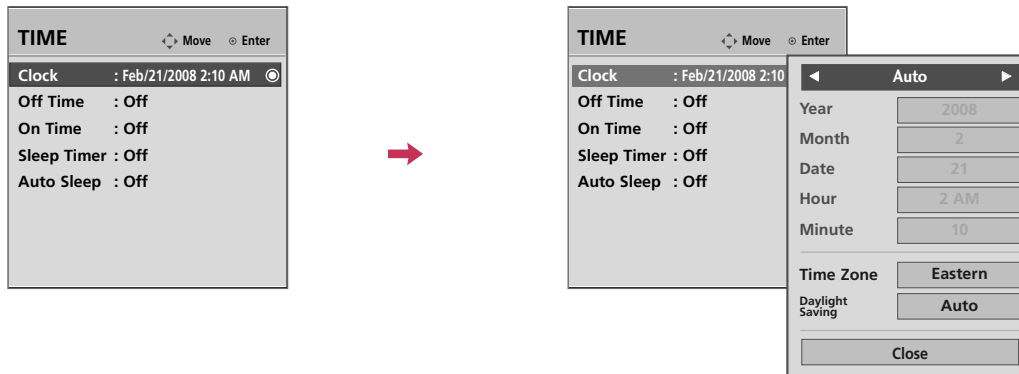 TIME Move Enter
Clock : Feb/21/2008 2:10 AM
Off Time : Off
On Time : Off
Sleep Timer : Off
Auto Sleep : Off
TIME Move Enter
Clock : Feb/21/2008 2:10
Off Time : Off
On Time : Off
Sleep Timer : Off
Auto Sleep : Off
Auto
Year 2008
Month 2
Date 21
Hour 2 AM
Minute 10
Time Zone Eastern
Daylight
Saving Auto
Close